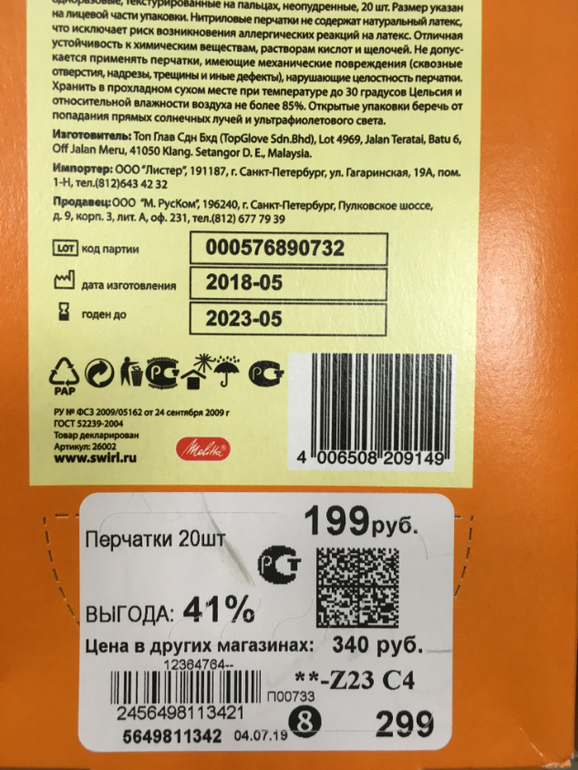 одноразовые, текстурированные на пальцах, неопудренные, 20 шт. Размер указан
на лицевой части упаковки. Нитриловые перчатки не содержат натуральный латекс,
что исключает риск возникновения аллергических реакций на латекс. Отличная
устойчивость к химическим веществам, растворам кислот и щелочей. Не допус-
кается применять перчатки, имеющие механические повреждения (сквозные
отверстия, надрезы, трещины и иные дефекты), нарушающие целостность перчатки.
Хранить в прохладном сухом месте при температуре до 30 градусов Цельсия и
относительной влажности воздуха не более 85%. Открытые упаковки беречь от
попадания прямых солнечных лучей и ультрафиолетового света.
Изготовитель: Топ Глав Сдн Бхд (TopGlove Sdn.Bhd), Lot 4969, Jalan Teratai, Batu 6,
Off Jalan Meru, 41050 Klang. Setangor D. E., Malaysia.
Импортер: ООО "Листер", 191187, г. Санкт-Петербург, ул. Гагаринская, 19А, пом.
1-Н, тел.(812)643 42 32
Продавец: ООО "М. РусКом", 196240, г. Санкт-Петербург, Пулковское шоссе,
д. 9, корп. 3, лит. А, оф. 231, тел.(812) 677 79 39
LOT код партии 000576890732
дата изготовления 2018-05
годен до 2023-05
PAP
РУ № ФСЗ 2009/05162 от 24 сентября 2009 г
ГОСТ 52239-2004
Товар декларирован
Артикул: 26002
www.swirl.ru
Melitta®
4 006508 209149
199руб.
Перчатки 20шт
ВЫГОДА: 41%
Цена в других магазинах: 340 руб.
12364764--
**-Z23 C4
П00733
2456498113421
8
299
5649811342 04.07.19